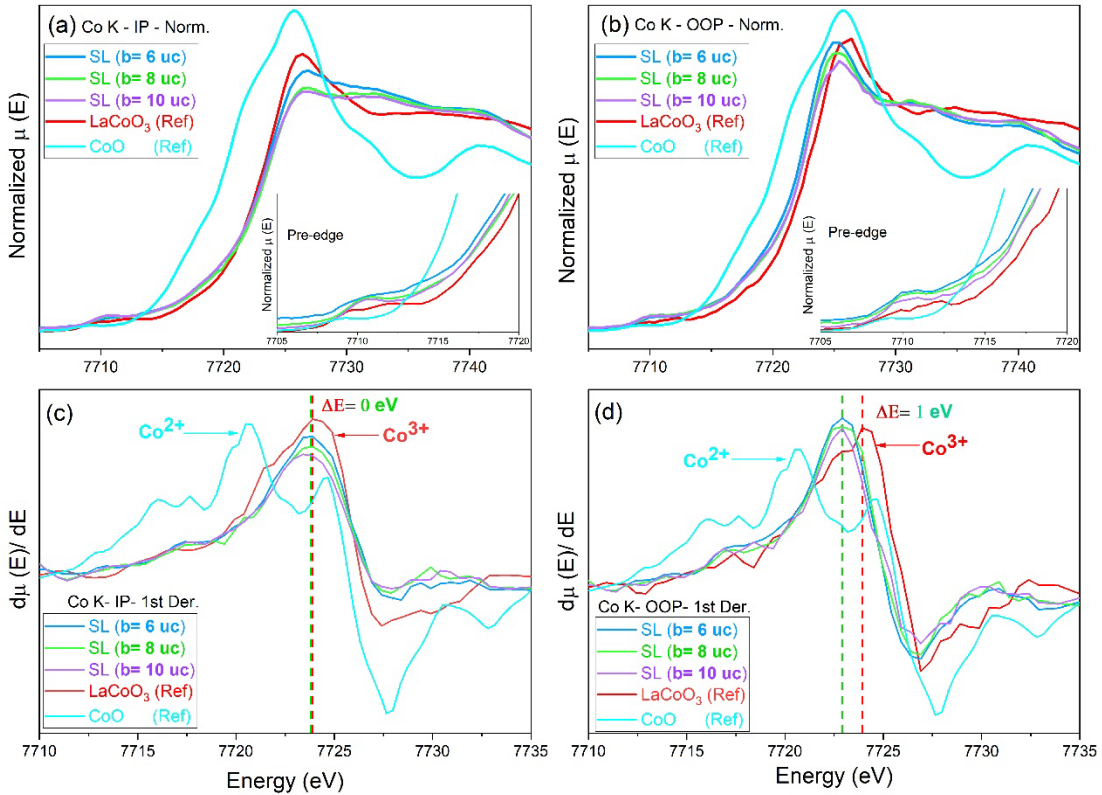 (a) Co K - IP - Norm.
SL (b= 6 uc)
SL (b= 8 uc)
SL (b= 10 uc)
LaCoO₃ (Ref)
CoO (Ref)
Normalized μ (E)
Pre-edge
Normalized μ (E)
7705 7710 7715 7720
7710 7720 7730 7740
(b) Co K - OOP - Norm.
SL (b= 6 uc)
SL (b= 8 uc)
SL (b= 10 uc)
LaCoO₃ (Ref)
CoO (Ref)
Normalized μ (E)
Pre-edge
Normalized μ (E)
7705 7710 7715 7720
7710 7720 7730 7740
(c)
ΔE= 0 eV
Co²⁺
Co³⁺
dμ (E)/ dE
Co K- IP- 1st Der.
SL (b= 6 uc)
SL (b= 8 uc)
SL (b= 10 uc)
LaCoO₃ (Ref)
CoO (Ref)
7710 7715 7720 7725 7730 7735
Energy (eV)
(d)
ΔE= 1 eV
Co²⁺
Co³⁺
dμ (E)/ dE
Co K- OOP- 1st Der.
SL (b= 6 uc)
SL (b= 8 uc)
SL (b= 10 uc)
LaCoO₃ (Ref)
CoO (Ref)
7710 7715 7720 7725 7730 7735
Energy (eV)